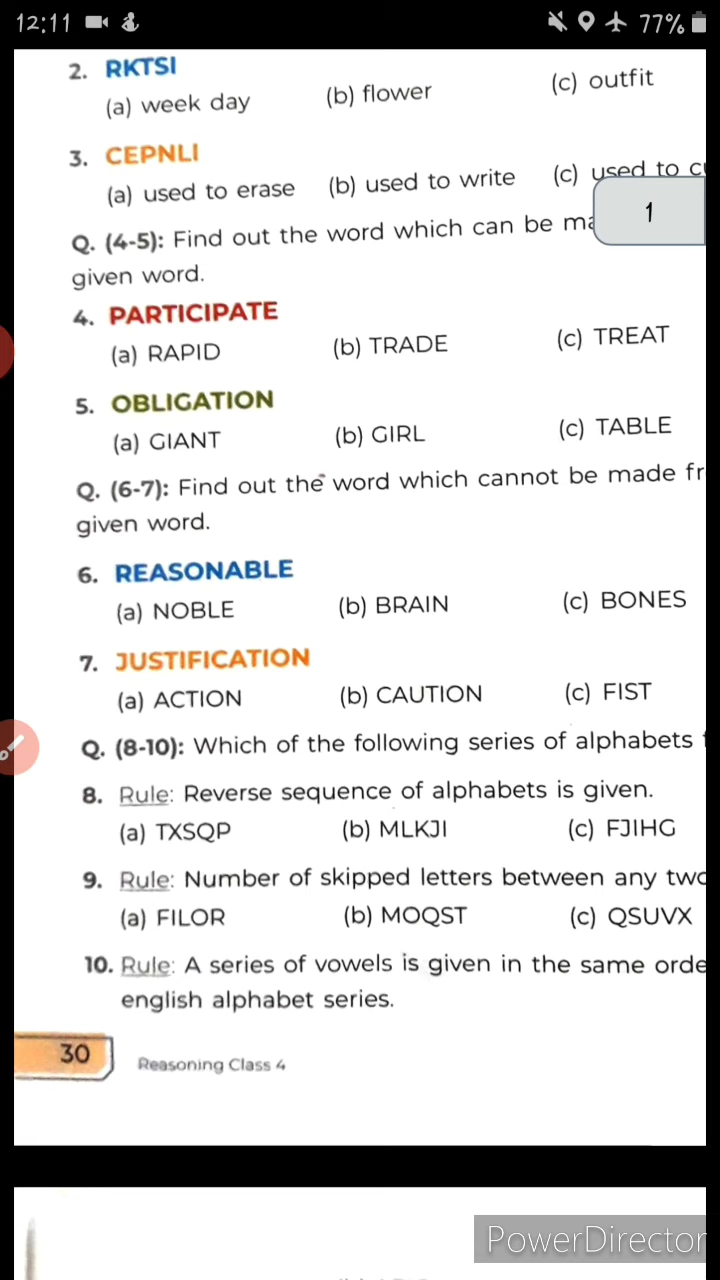 12:11 77%
2. RKTSI
(a) week day (b) flower (c) outfit
3. CEPNLI
(a) used to erase (b) used to write (c) used to
1
Q. (4-5): Find out the word which can be
given word.
4. PARTICIPATE
(a) RAPID (b) TRADE (c) TREAT
5. OBLIGATION
(a) GIANT (b) GIRL (c) TABLE
Q. (6-7): Find out the word which cannot be made
given word.
6. REASONABLE
(a) NOBLE (b) BRAIN (c) BONES
7. JUSTIFICATION
(a) ACTION (b) CAUTION (c) FIST
Q. (8-10): Which of the following series of alphabets
8. Rule: Reverse sequence of alphabets is given.
(a) TXSQP (b) MLKJI (c) FJIHG
9. Rule: Number of skipped letters between any
(a) FILOR (b) MOQST (c) QSUVX
10. Rule: A series of vowels is given in the same
english alphabet series.
30 Reasoning Class 4
PowerDirector